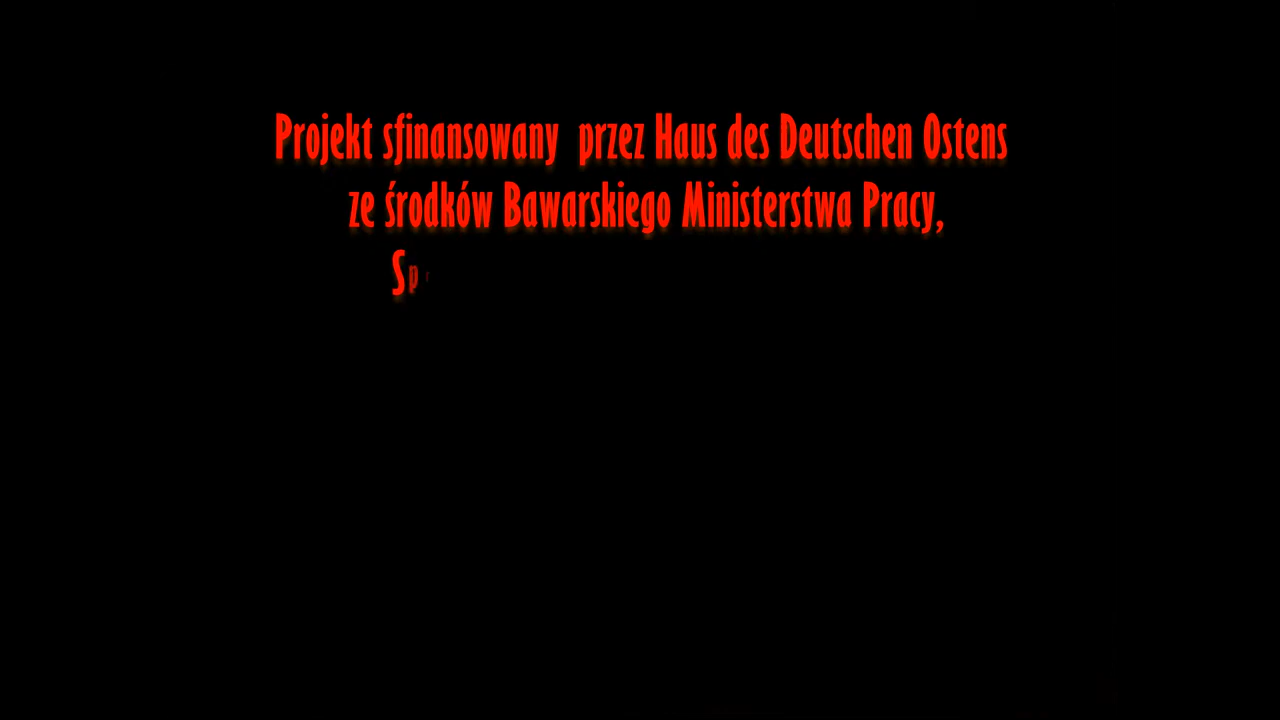 Projekt sfinansowany przez Haus des Deutschen Ostens
ze środków Bawarskiego Ministerstwa Pracy,